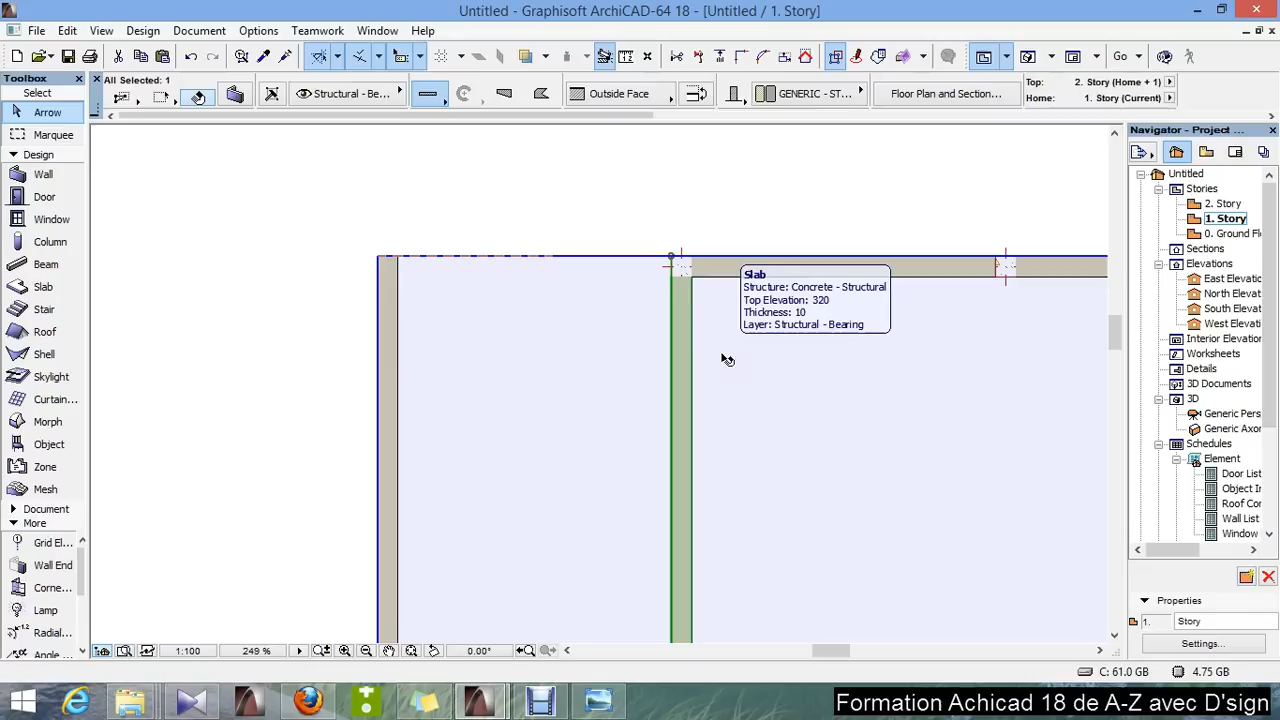 Untitled - Graphisoft ArchiCAD-64 18 - [Untitled / 1. Story]
File Edit View Design Document Options Teamwork Window Help
Go
Toolbox
All Selected: 1
Select
Structural - Be...
Outside Face
GENERIC - ST...
Floor Plan and Section...
Top: 2. Story (Home + 1)
Home: 1. Story (Current)
Arrow
Marquee
Design
Wall
Door
Window
Column
Beam
Slab
Stair
Roof
Shell
Skylight
Curtain...
Morph
Object
Zone
Mesh
Document
More
Grid El...
Wall End
Corne...
Lamp
Radial...
Angle
Slab
Structure: Concrete - Structural
Top Elevation: 320
Thickness: 10
Layer: Structural - Bearing
Navigator - Project ...
Untitled
Stories
2. Story
1. Story
0. Ground Fl
Sections
Elevations
East Elevat
North Elevat
South Elevat
West Elevati
Interior Elevation
Worksheets
Details
3D Documents
3D
Generic Pers
Generic Axor
Schedules
Element
Door List
Object In
Roof Cor
Wall List
Window
Properties
1. Story
Settings...
1:100 249 % 0.00°
C: 61.0 GB 4.75 GB
Formation Achicad 18 de A-Z avec D'sign